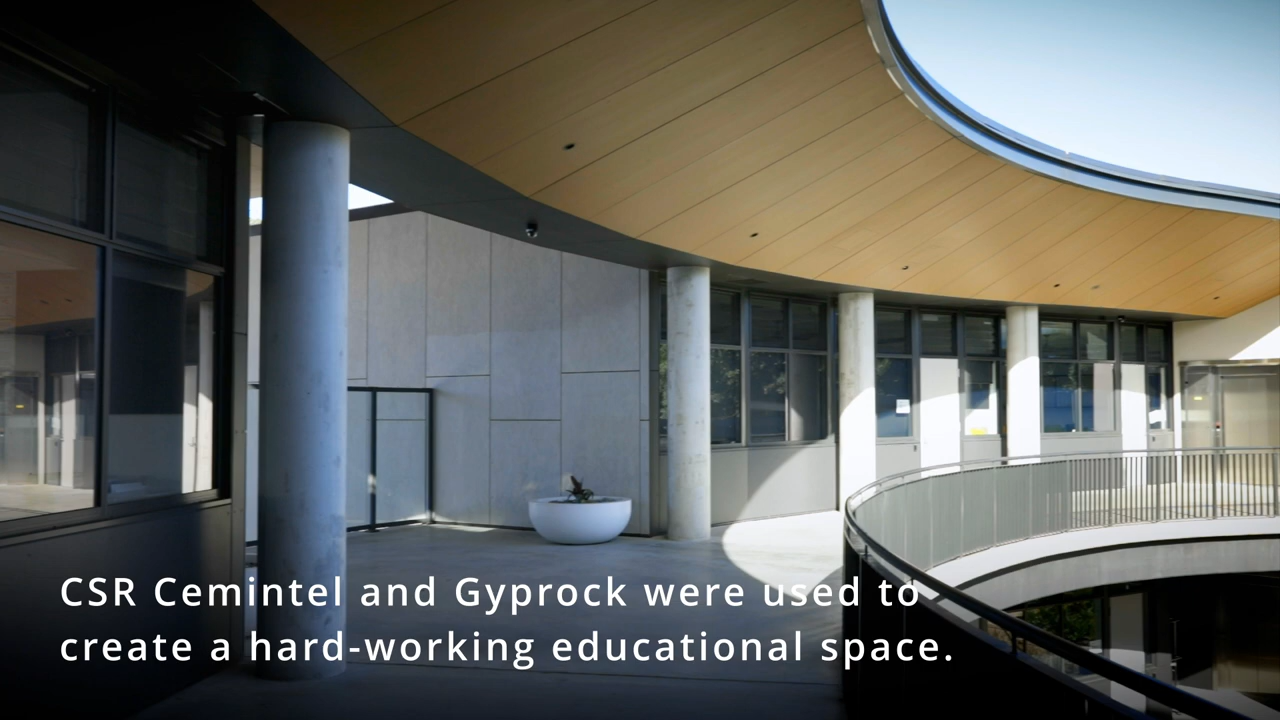 CSR Cemintel and Gyprock were used to
create a hard-working educational space.